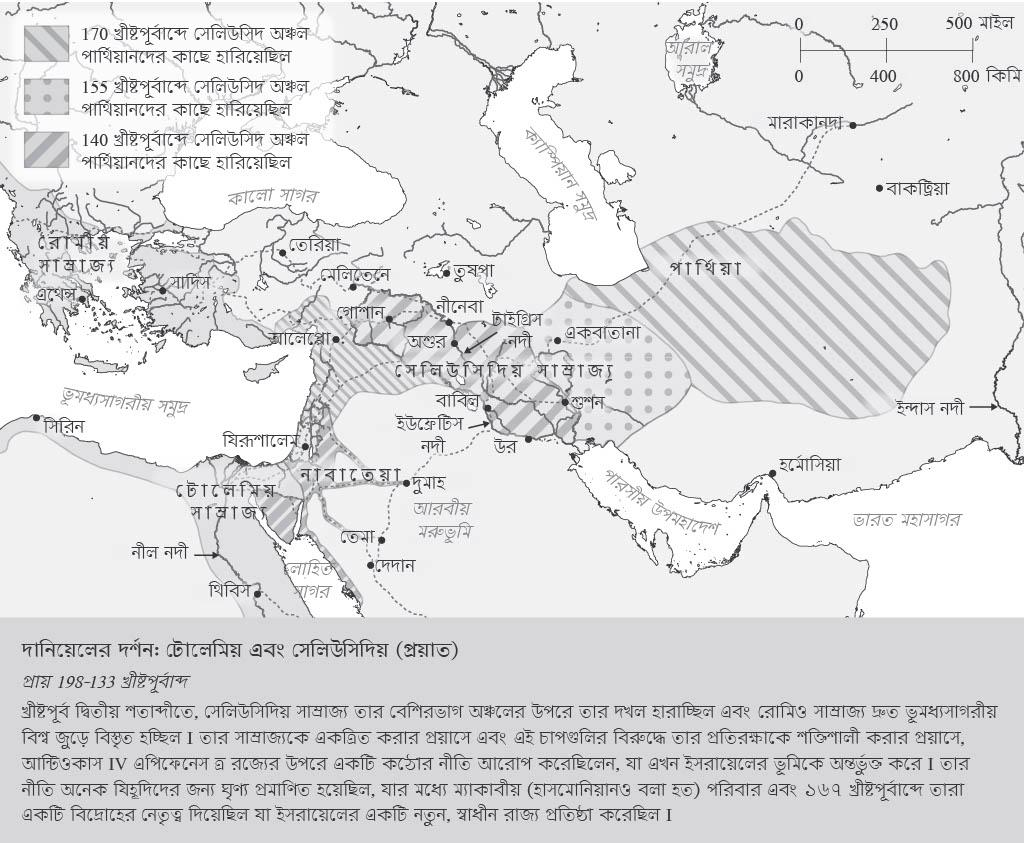 170 খ্রীষ্টপূর্বাব্দে সেলিউসিদ অঞ্চল
পার্থিয়ানদের কাছে হারিয়েছিল
155 খ্রীষ্টপূর্বাব্দে সেলিউসিদ অঞ্চল
পার্থিয়ানদের কাছে হারিয়েছিল
140 খ্রীষ্টপূর্বাব্দে সেলিউসিদ অঞ্চল
পার্থিয়ানদের কাছে হারিয়েছিল
0 250 500 মাইল
0 400 800 কিমি
আরাল
সমুদ্র
মারাকানদা
বাকট্রিয়া
ক্যাস্পিয়ান সমুদ্র
কালো সাগর
রোমীয়
সাম্রাজ্য
তেরিয়া
সার্দিস
এথেন্স
মেলিতেনে
তুষপা
পার্থিয়া
গোশান
নীনেবা
টাইগ্রিস
নদী
আলেপ্পো
অশুর
একবাতানা
সেলিউসিদিয় সাম্রাজ্য
ভূমধ্যসাগরীয় সমুদ্র
বাবিল
শুশন
ইন্দাস নদী
সিরিন
ইউফ্রেটিস
নদী
যিরূশালেম
উর
নাবাতেয়া
হর্মোসিয়া
টোলেমিয়
সাম্রাজ্য
দুমাহ
আরবীয়
মরুভূমি
পারসীয় উপমহাদেশ
ভারত মহাসাগর
তেমা
নীল নদী
দেদান
লোহিত
সাগর
থিবিস
দানিয়েলের দর্শন: টোলেমিয় এবং সেলিউসিদিয় (প্রয়াত)
প্রায় 198-133 খ্রীষ্টপূর্বাব্দ
খ্রীষ্টপূর্ব দ্বিতীয় শতাব্দীতে, সেলিউসিদিয় সাম্রাজ্য তার বেশিরভাগ অঞ্চলের উপরে তার দখল হারাচ্ছিল এবং রোমিও সাম্রাজ্য দ্রুত ভূমধ্যসাগরীয়
বিশ্ব জুড়ে বিস্তৃত হচ্ছিল I তার সাম্রাজ্যকে একত্রিত করার প্রয়াসে এবং এই চাপগুলির বিরুদ্ধে তার প্রতিরক্ষাকে শক্তিশালী করার প্রয়াসে,
আন্টিওকাস IV এপিফেনেস ত্র রজ্যের উপরে একটি কঠোর নীতি আরোপ করেছিলেন, যা এখন ইসরায়েলের ভূমিকে অন্তর্ভুক্ত করে I তার
নীতি অনেক যিহূদিদের জন্য ঘৃণ্য প্রমাণিত হয়েছিল, যার মধ্যে ম্যাকাবীয় (হাসমোনিয়ানও বলা হত) পরিবার এবং ১৬৭ খ্রীষ্টপূর্বাব্দে তারা
একটি বিদ্রোহের নেতৃত্ব দিয়েছিল যা ইসরায়েলের একটি নতুন, স্বাধীন রাজ্য প্রতিষ্ঠা করেছিল I